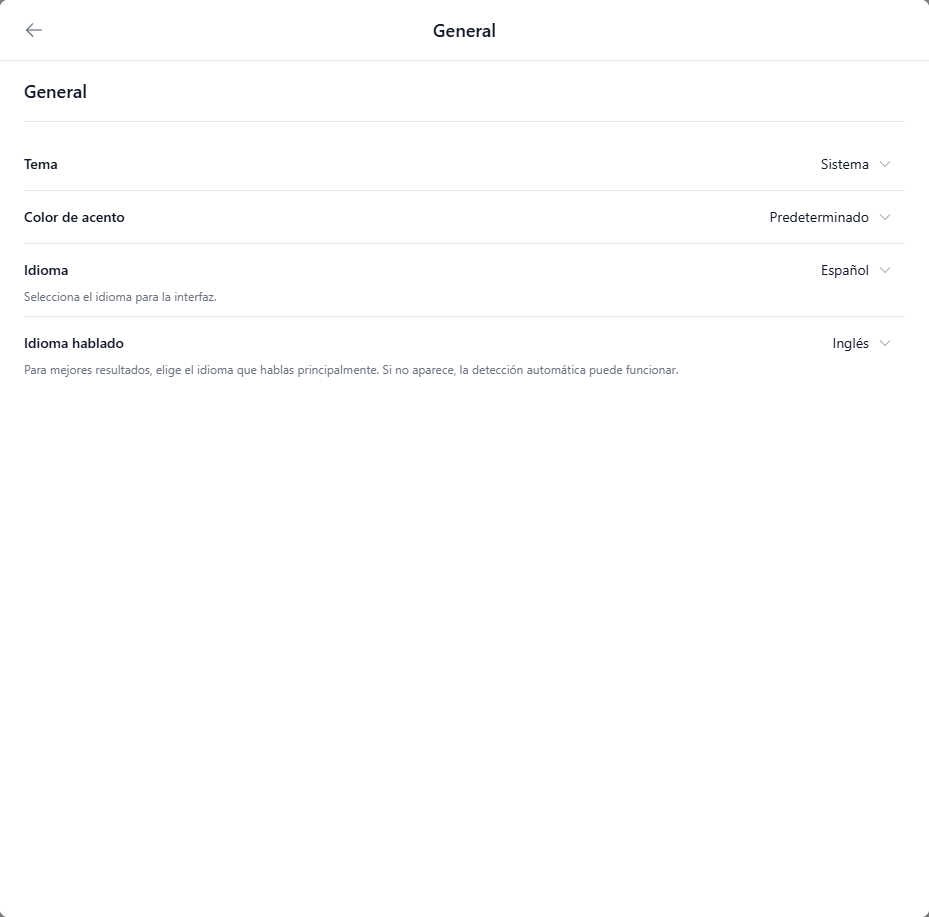 General
General
Tema
Sistema
Color de acento
Predeterminado
Idioma
Español
Selecciona el idioma para la interfaz.
Idioma hablado
Inglés
Para mejores resultados, elige el idioma que hablas principalmente. Si no aparece, la detección automática puede funcionar.